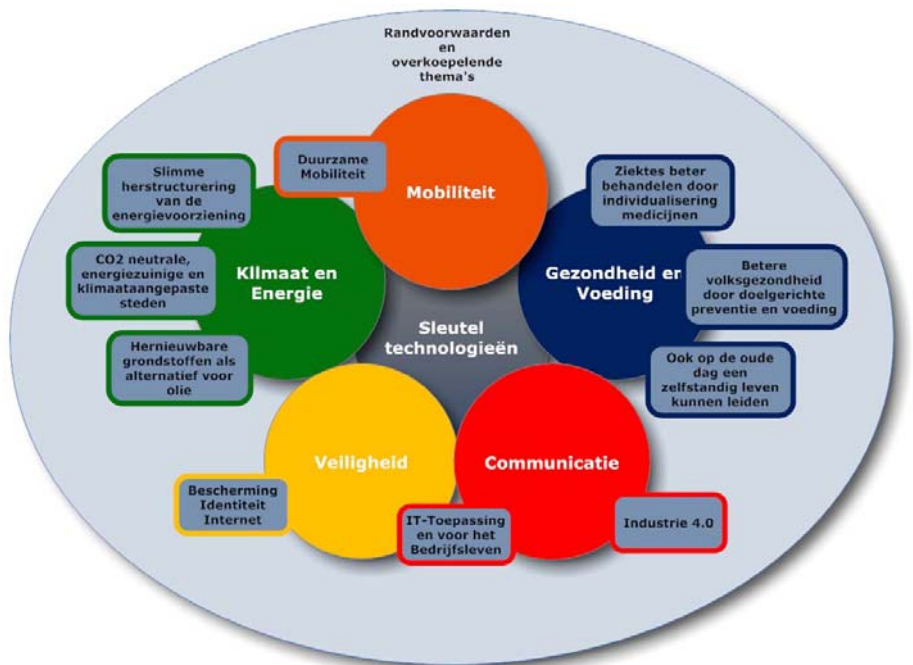 Randvoorwaarden
en
overkoepelende
thema's
Duurzame
Mobiliteit
Mobiliteit
Slimme
herstructurering
van de
energievoorziening
CO2 neutrale,
energiezuinige en
klimaataangepaste
steden
Hernieuwbare
grondstoffen als
alternatief voor
olie
Klimaat en
Energie
Ziektes beter
behandelen door
individualisering
medicijnen
Gezondheid en
Voeding
Betere
volksgezondheid
door doelgerichte
preventie en voeding
Ook op de oude
dag een
zelfstandig leven
kunnen leiden
Sleutel
technologieën
Veiligheid
Bescherming
Identiteit
Internet
Communicatie
IT-Toepassing
en voor het
Bedrijfsleven
Industrie 4.0